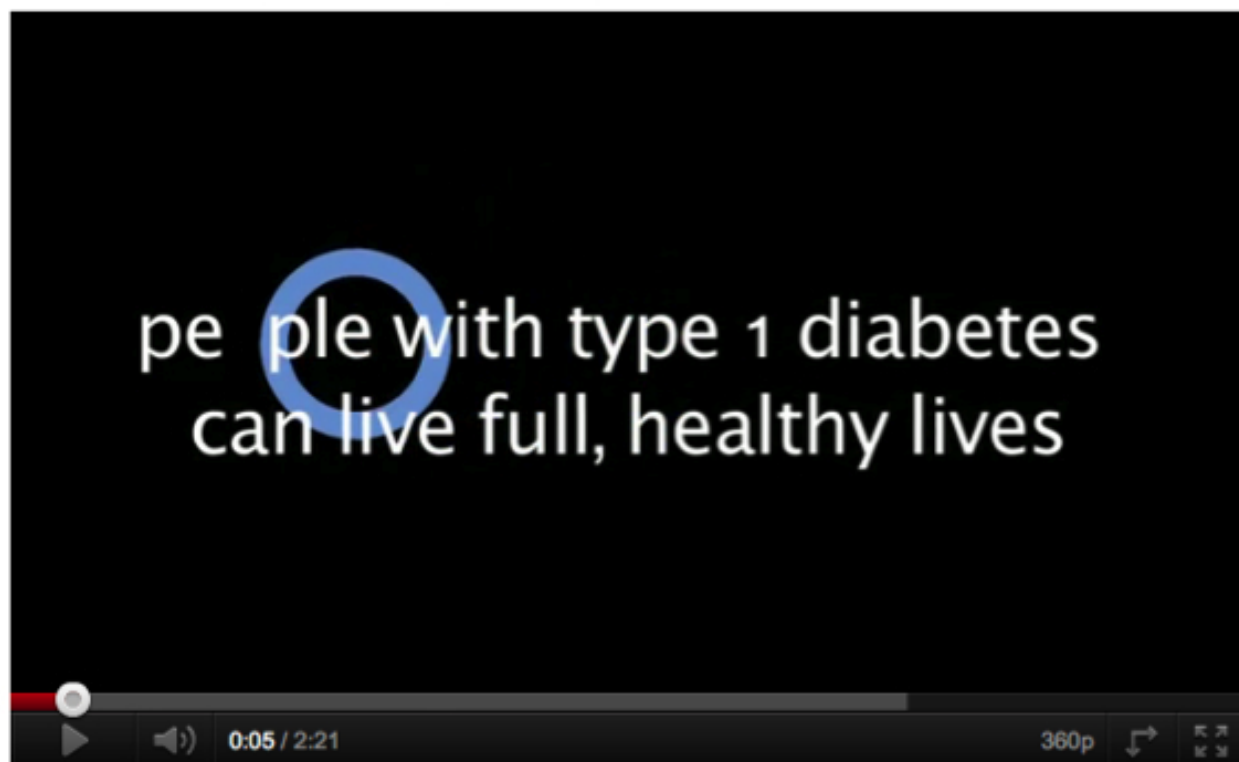 pe ple with type 1 diabetes
can live full, healthy lives
0:05 / 2:21 360p